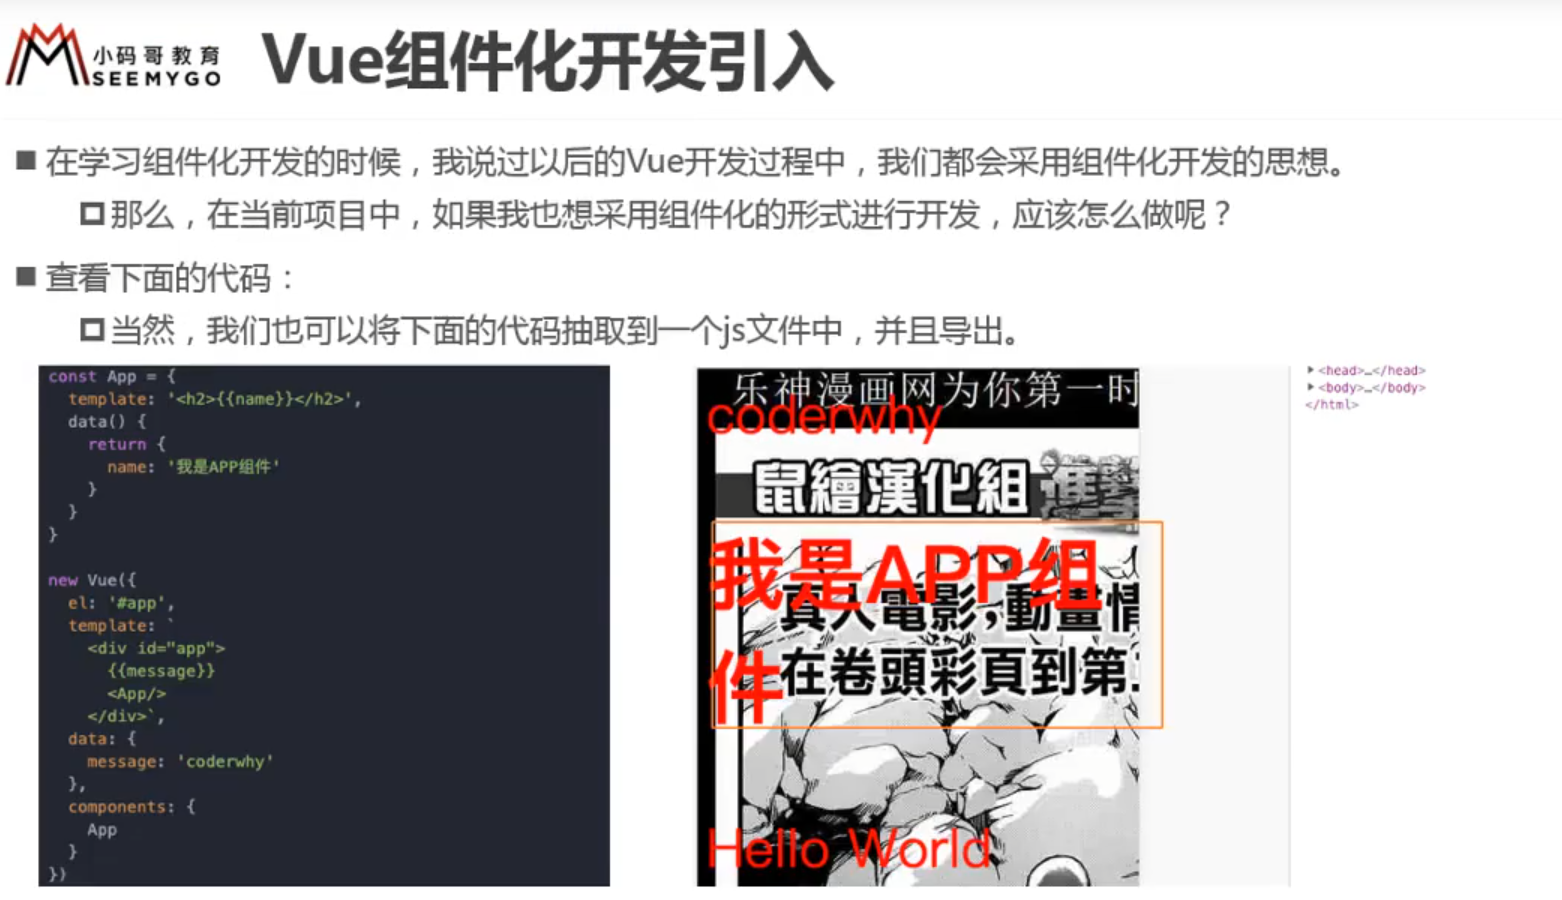 小码哥教育
SEEMYGO
Vue组件化开发引入
在学习组件化开发的时候，我说过以后的Vue开发过程中，我们都会采用组件化开发的思想。
那么，在当前项目中，如果我也想采用组件化的形式进行开发，应该怎么做呢？
查看下面的代码：
当然，我们也可以将下面的代码抽取到一个js文件中，并且导出。
const App = {
template: '<h2>{{name}}</h2>',
data() {
return {
name: '我是APP组件'
}
}
}
new Vue({
el: '#app',
template: `
<div id="app">
{{message}}
<App/>
</div>`,
data: {
message: 'coderwhy'
},
components: {
App
}
})
乐神漫画网为你第一时
coderwhy
鼠繪漢化組
我是APP组
件
真人電影,動畫情
在卷頭彩頁到第
Hello World
<head>…</head>
<body>…</body>
</html>